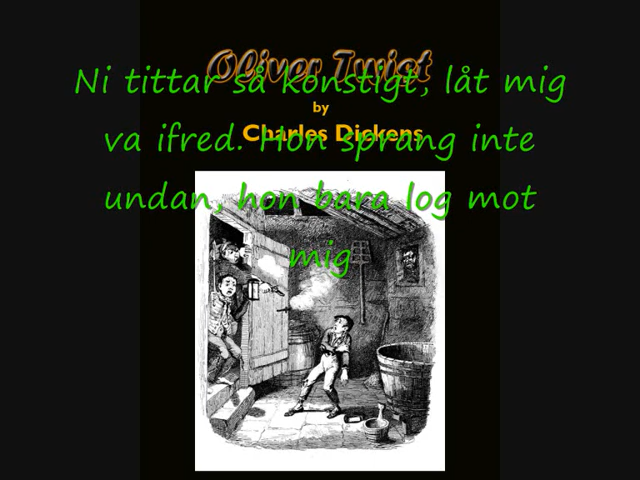 Oliver Twist
Ni tittar så konstigt, låt mig
by
Charles Dickens
va ifred. Hon sprang inte
undan, hon bara log mot
mig